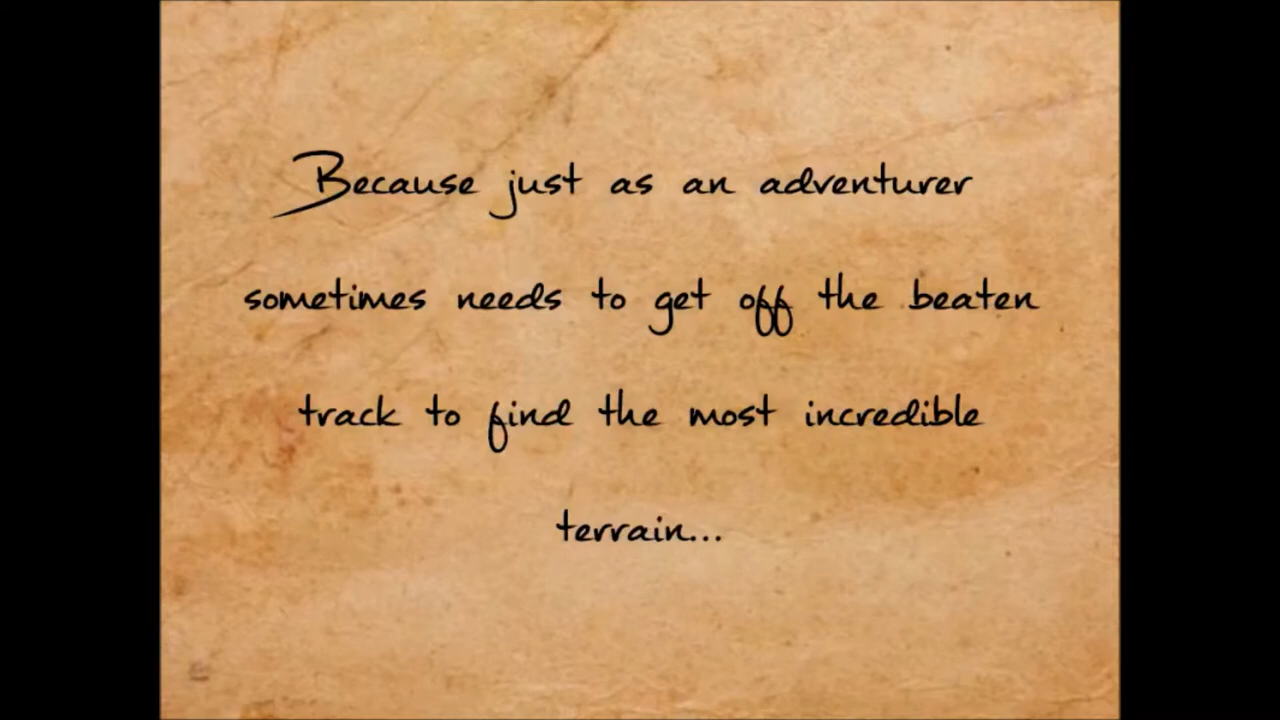 Because just as an adventurer
sometimes needs to get off the beaten
track to find the most incredible
terrain...